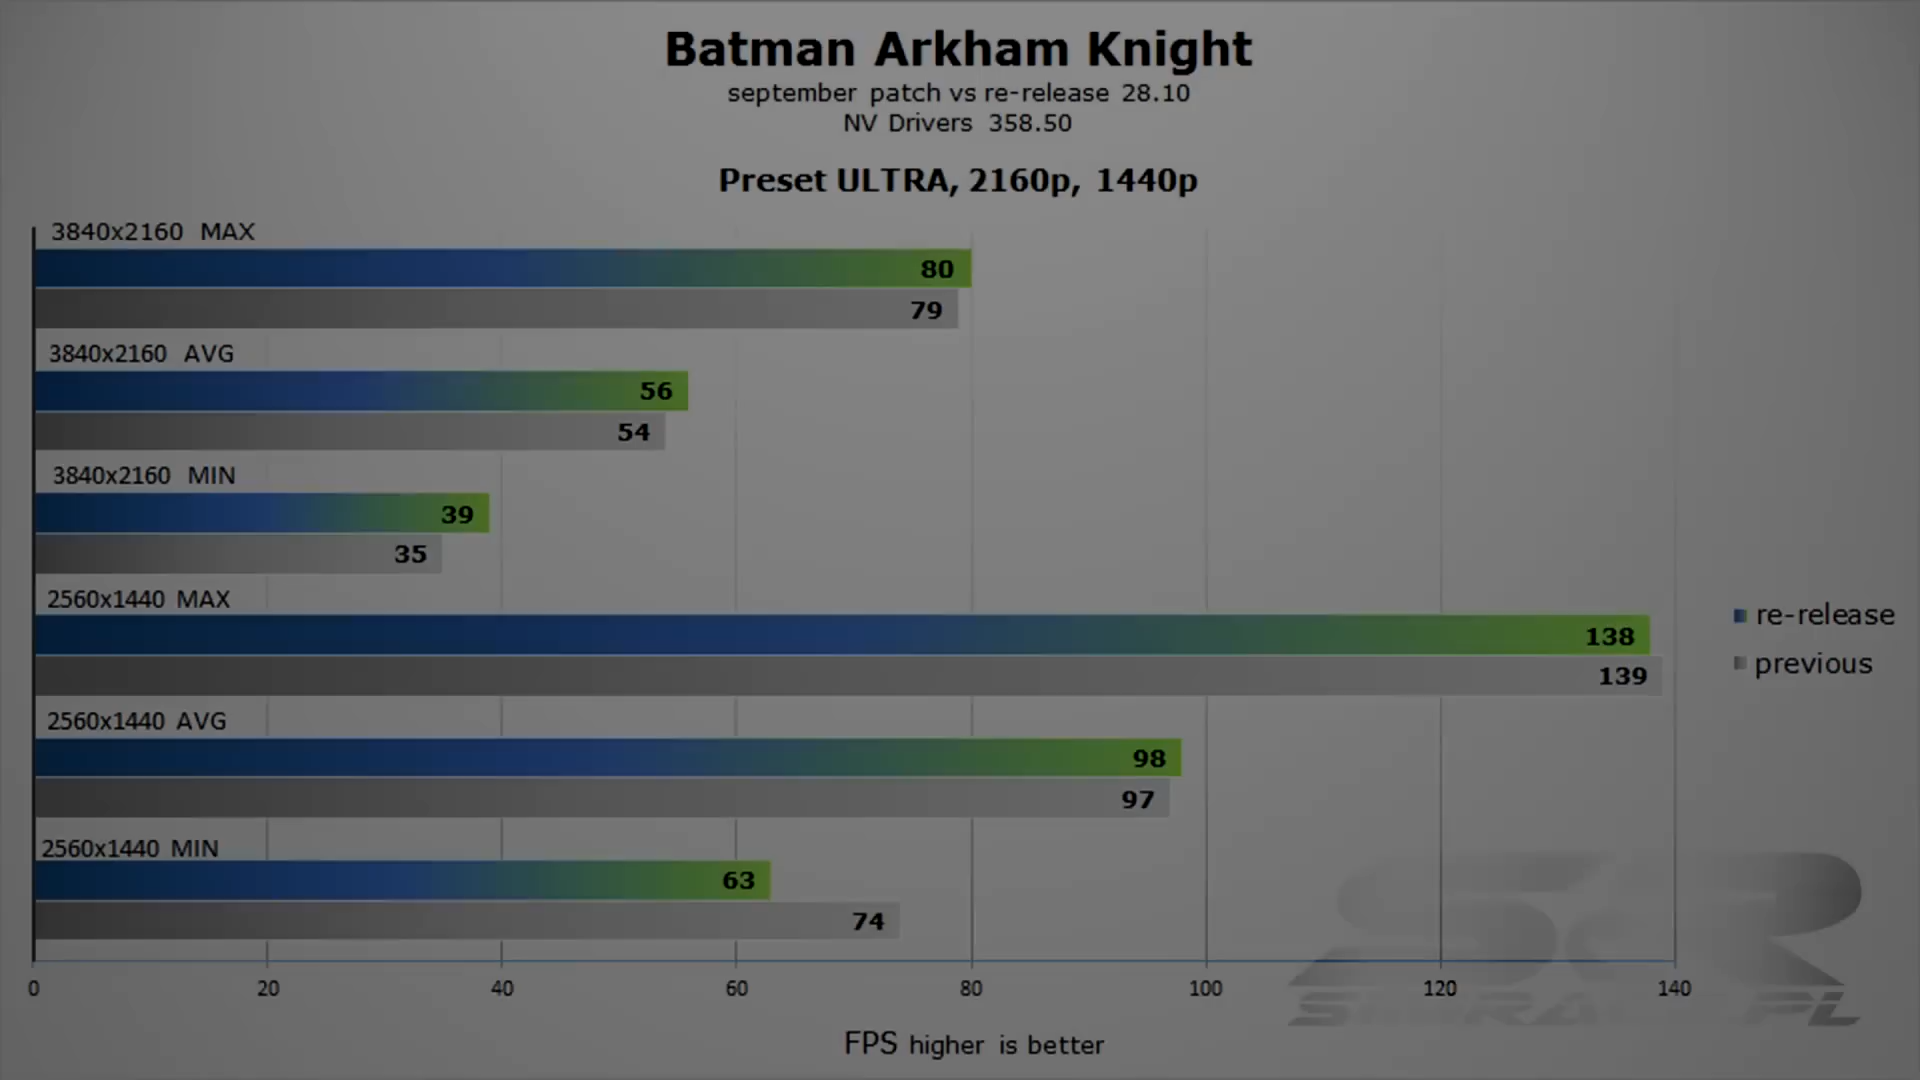 Batman Arkham Knight
september patch vs re-release 28.10
NV Drivers 358.50
Preset ULTRA, 2160p, 1440p
3840x2160 MAX
80
79
3840x2160 AVG
56
54
3840x2160 MIN
39
35
2560x1440 MAX
138
139
re-release
previous
2560x1440 AVG
98
97
2560x1440 MIN
63
74
0 20 40 60 80 100 120 140
FPS higher is better